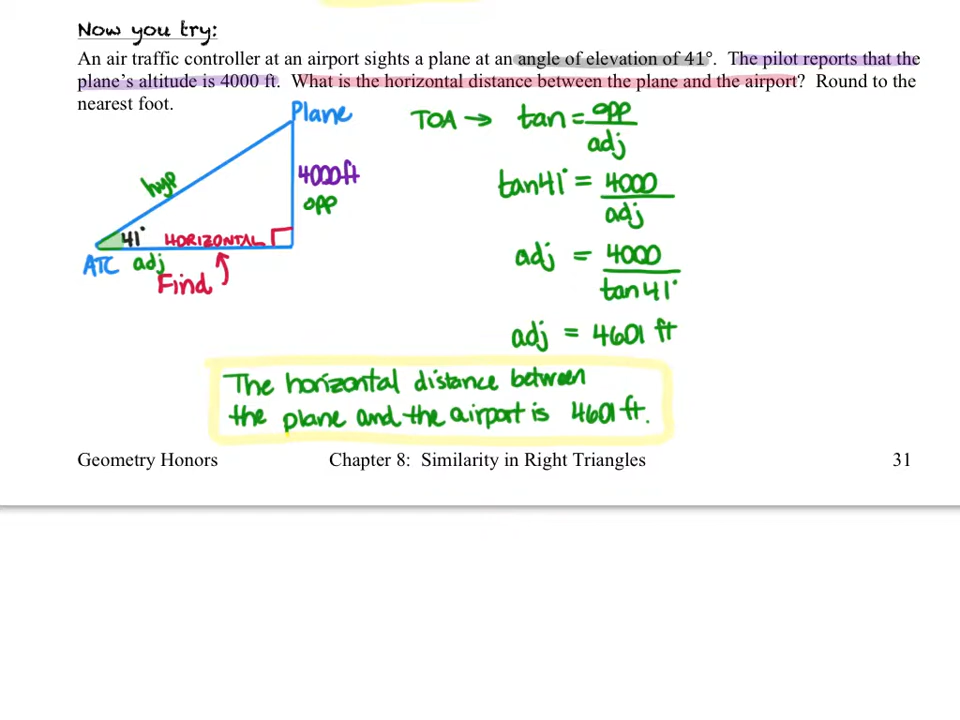 Now you try:
An air traffic controller at an airport sights a plane at an angle of elevation of 41°. The pilot reports that the
plane's altitude is 4000 ft. What is the horizontal distance between the plane and the airport? Round to the
nearest foot.
Plane
hyp
4000ft
opp
41°
HORIZONTAL
ATC
adj
Find
TOA → tan = opp/adj
tan41° = 4000/adj
adj = 4000/tan41°
adj = 4601 ft
The horizontal distance between
the plane and the airport is 4601 ft.
Geometry Honors Chapter 8: Similarity in Right Triangles 31